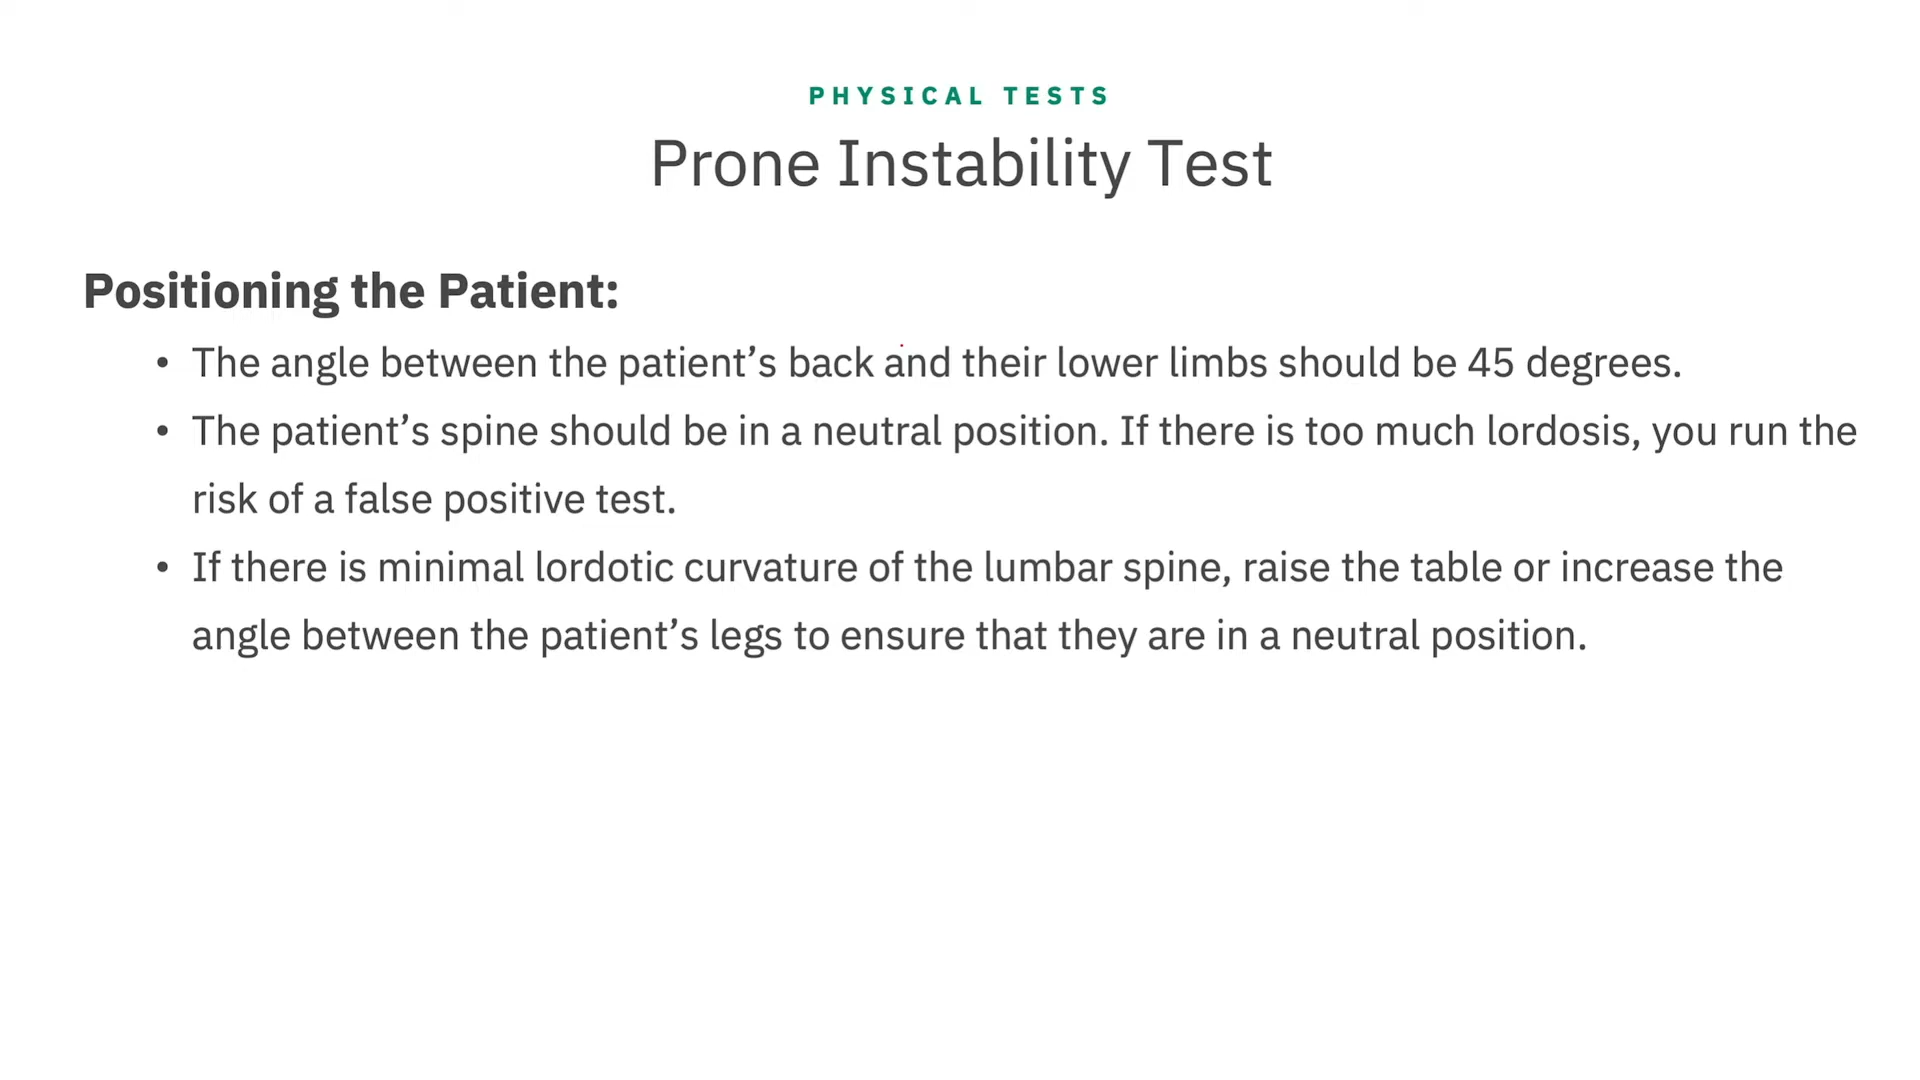 PHYSICAL TESTS
Prone Instability Test
Positioning the Patient:
• The angle between the patient’s back and their lower limbs should be 45 degrees.
• The patient’s spine should be in a neutral position. If there is too much lordosis, you run the
risk of a false positive test.
• If there is minimal lordotic curvature of the lumbar spine, raise the table or increase the
angle between the patient’s legs to ensure that they are in a neutral position.